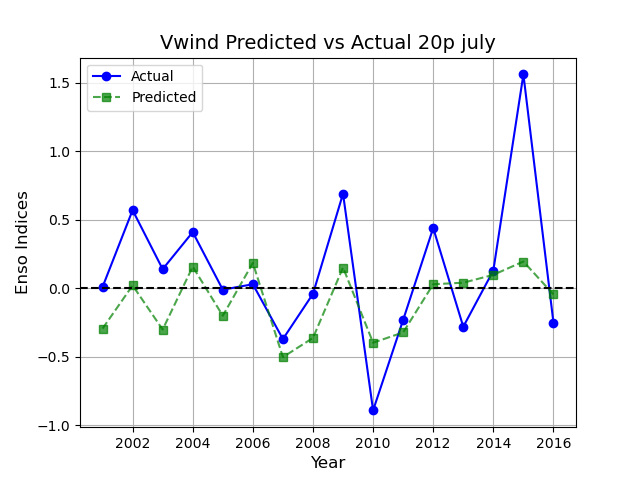 Vwind Predicted vs Actual 20p july
Actual
Predicted
Enso Indices
1.5
1.0
0.5
0.0
−0.5
−1.0
2002 2004 2006 2008 2010 2012 2014 2016
Year